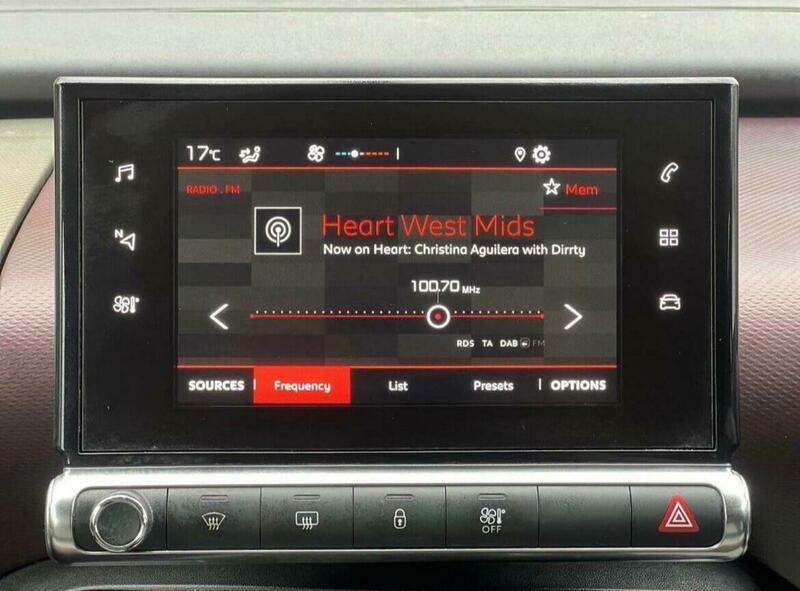 17°C
RADIO . FM
Mem
Heart West Mids
Now on Heart: Christina Aguilera with Dirrty
100.70 MHz
RDS TA DAB FM
SOURCES Frequency List Presets OPTIONS
N
OFF